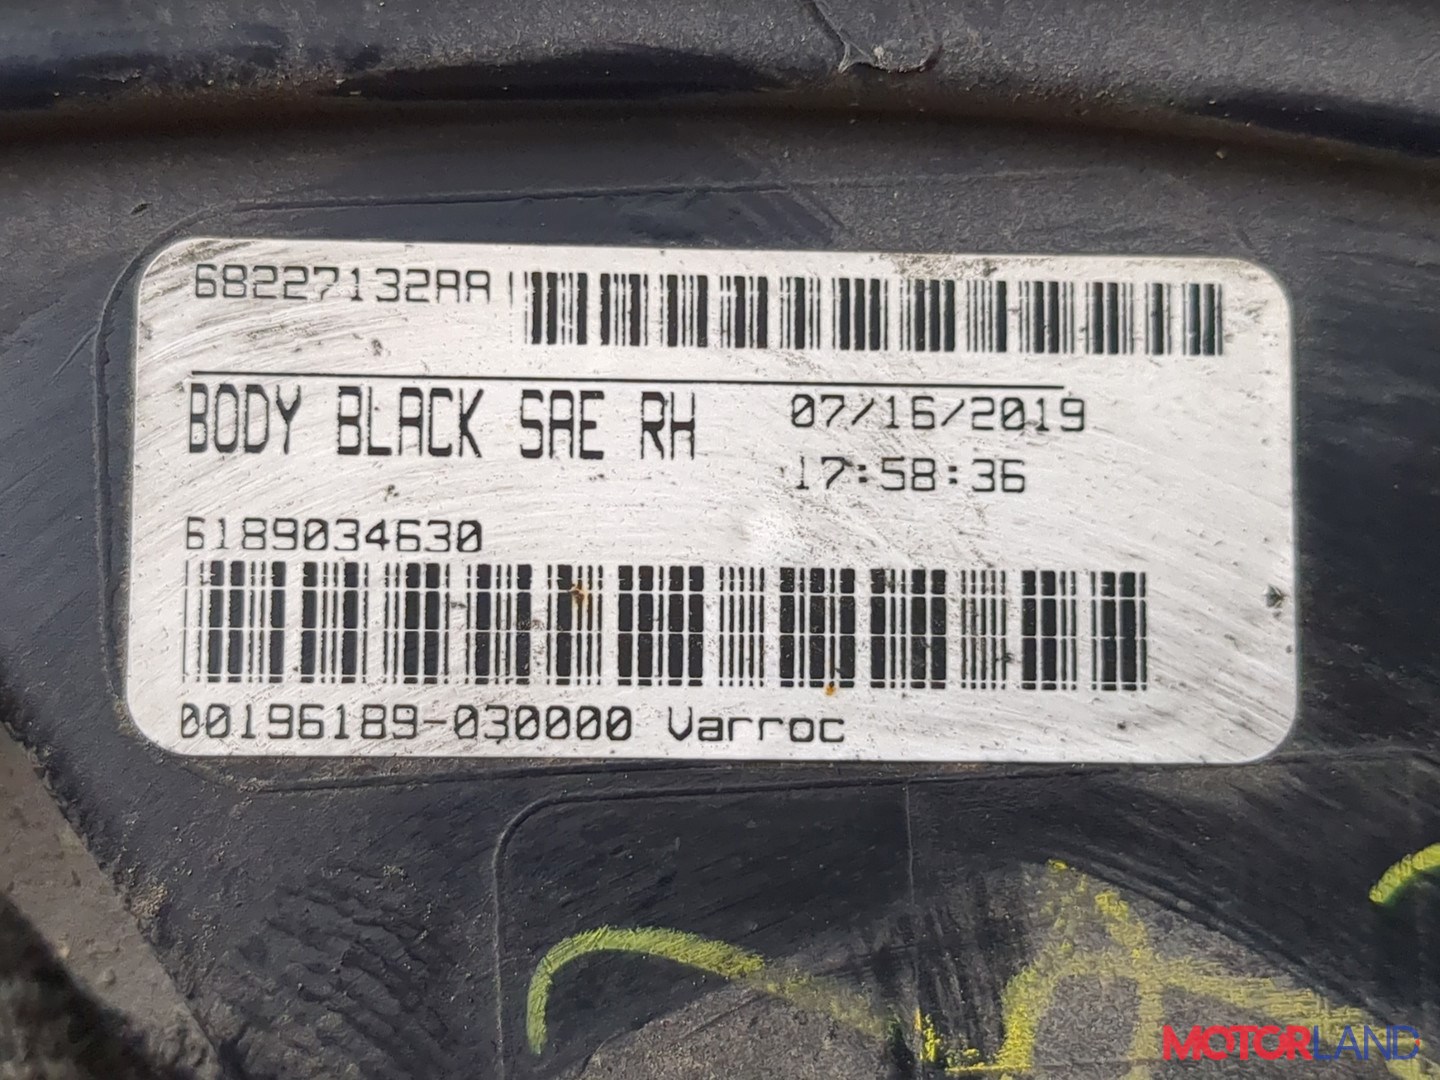 68227132AA
BODY BLACK SAE RH
07/16/2019
17:58:36
6189034630
00196189-030000 Varroc
MOTORLAND